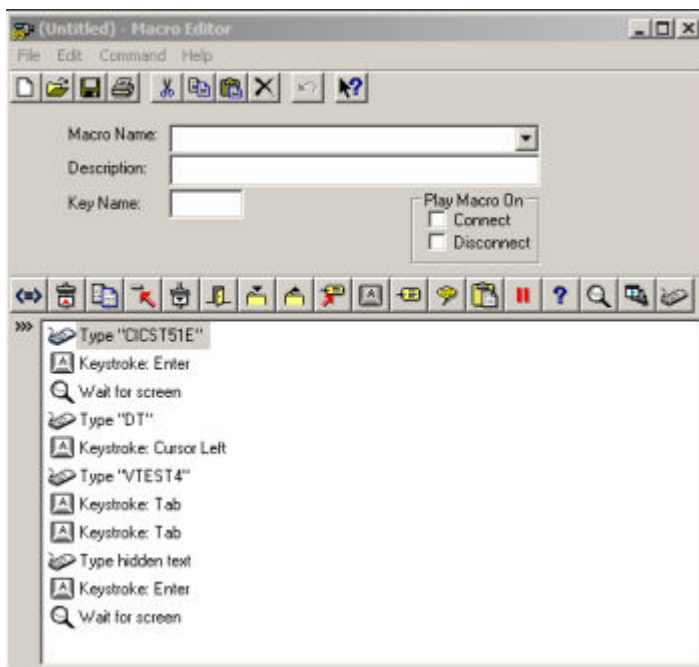 (Untitled) - Macro Editor
File Edit Command Help
Macro Name:
Description:
Key Name:
Play Macro On
Connect
Disconnect
>>> Type "CICST51E"
Keystroke: Enter
Wait for screen
Type "DT"
Keystroke: Cursor Left
Type "VTEST4"
Keystroke: Tab
Keystroke: Tab
Type hidden text
Keystroke: Enter
Wait for screen